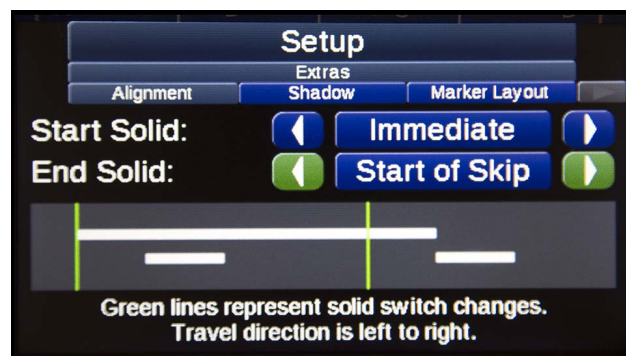 Setup
Extras
Alignment Shadow Marker Layout
Start Solid: Immediate
End Solid: Start of Skip
Green lines represent solid switch changes.
Travel direction is left to right.